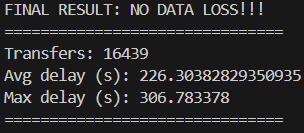 FINAL RESULT: NO DATA LOSS!!!
===============================
Transfers: 16439
Avg delay (s): 226.30382829350935
Max delay (s): 306.783378
===============================